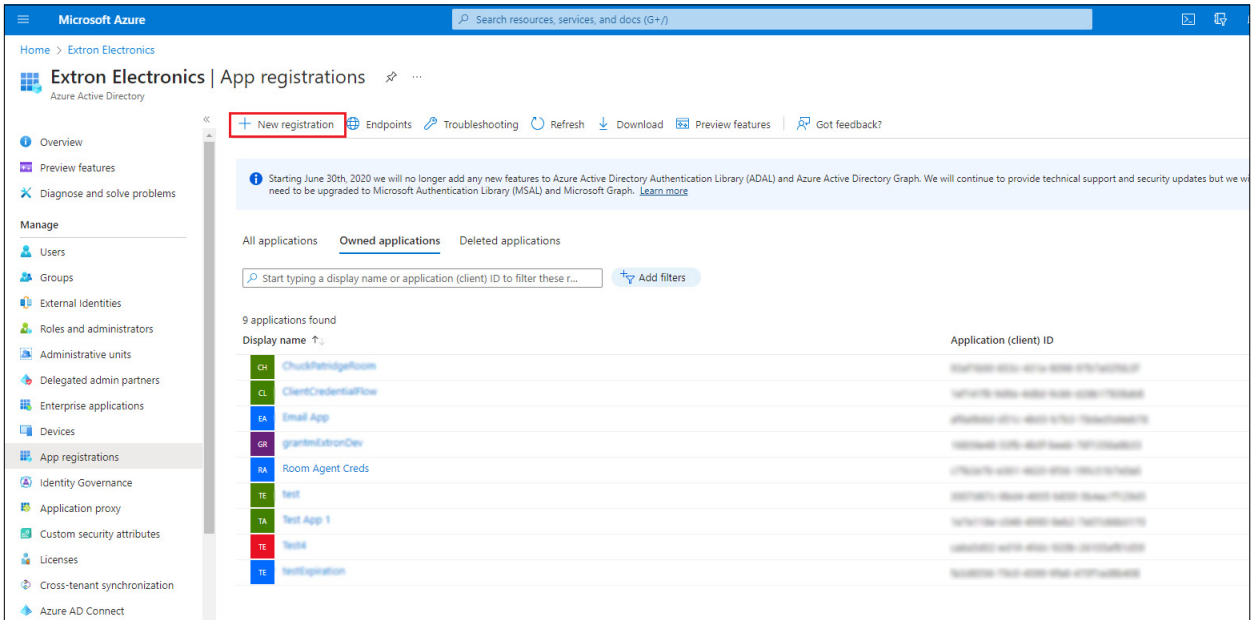 Microsoft Azure
Search resources, services, and docs (G+/)
Home > Extron Electronics
Extron Electronics | App registrations
Azure Active Directory
New registration Endpoints Troubleshooting Refresh Download Preview features Got feedback?
Overview
Preview features
Diagnose and solve problems
Manage
Users
Groups
External Identities
Roles and administrators
Administrative units
Delegated admin partners
Enterprise applications
Devices
App registrations
Identity Governance
Application proxy
Custom security attributes
Licenses
Cross-tenant synchronization
Azure AD Connect
Starting June 30th, 2020 we will no longer add any new features to Azure Active Directory Authentication Library (ADAL) and Azure Active Directory Graph. We will continue to provide technical support and security updates but we wi
need to be upgraded to Microsoft Authentication Library (MSAL) and Microsoft Graph. Learn more
All applications Owned applications Deleted applications
Start typing a display name or application (client) ID to filter these r... Add filters
9 applications found
Display name Application (client) ID
CH ChuckPatridgeRoom
CL ClientCredentialFlow
EA Email App
GR grantmExtronDev
RA Room Agent Creds
TE test
TA Test App 1
TE Test4
TE testExpiration